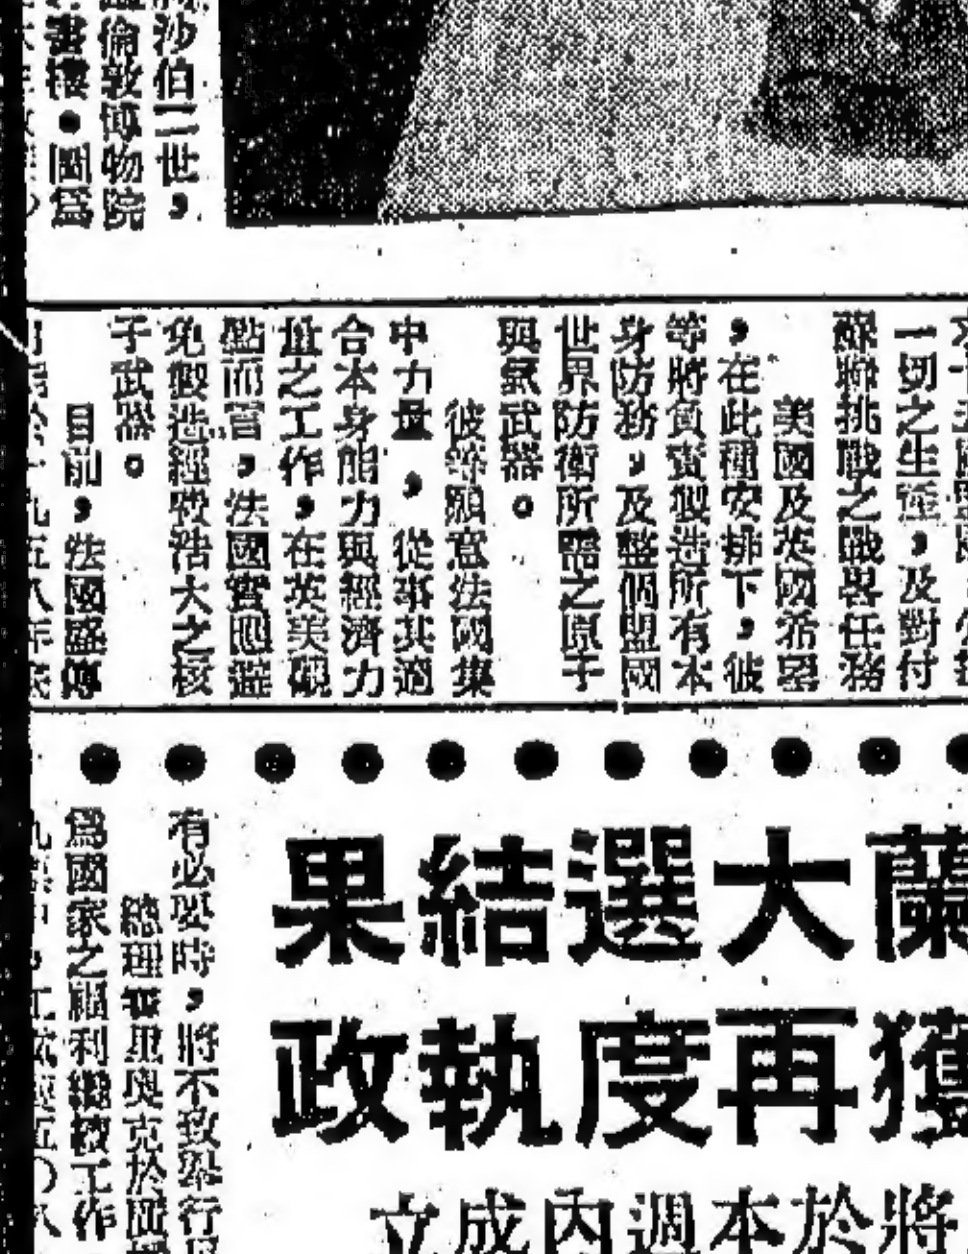 沙伯二世，
倫敦博物院
書樓•圖爲
一切之生產，及對付
蘇聯挑戰之戰畧任務
美國及英國希望
，在此種安排下，彼
等將負責製造所有本
身防務，及整個盟國
世界防衛所需之原子
與氫武器。
彼等願意法國集
中力量，從事其適
合本身能力與經濟力
量之工作，在英美觀
點而言，法國實應避
免製造經費浩大之核
子武器。
目前，法國盛傳
蘭大選結果
獲再度執政
將於本週內成立
有必要時，將不致舉行
總理 里與克於
爲國家之福利繼續工作